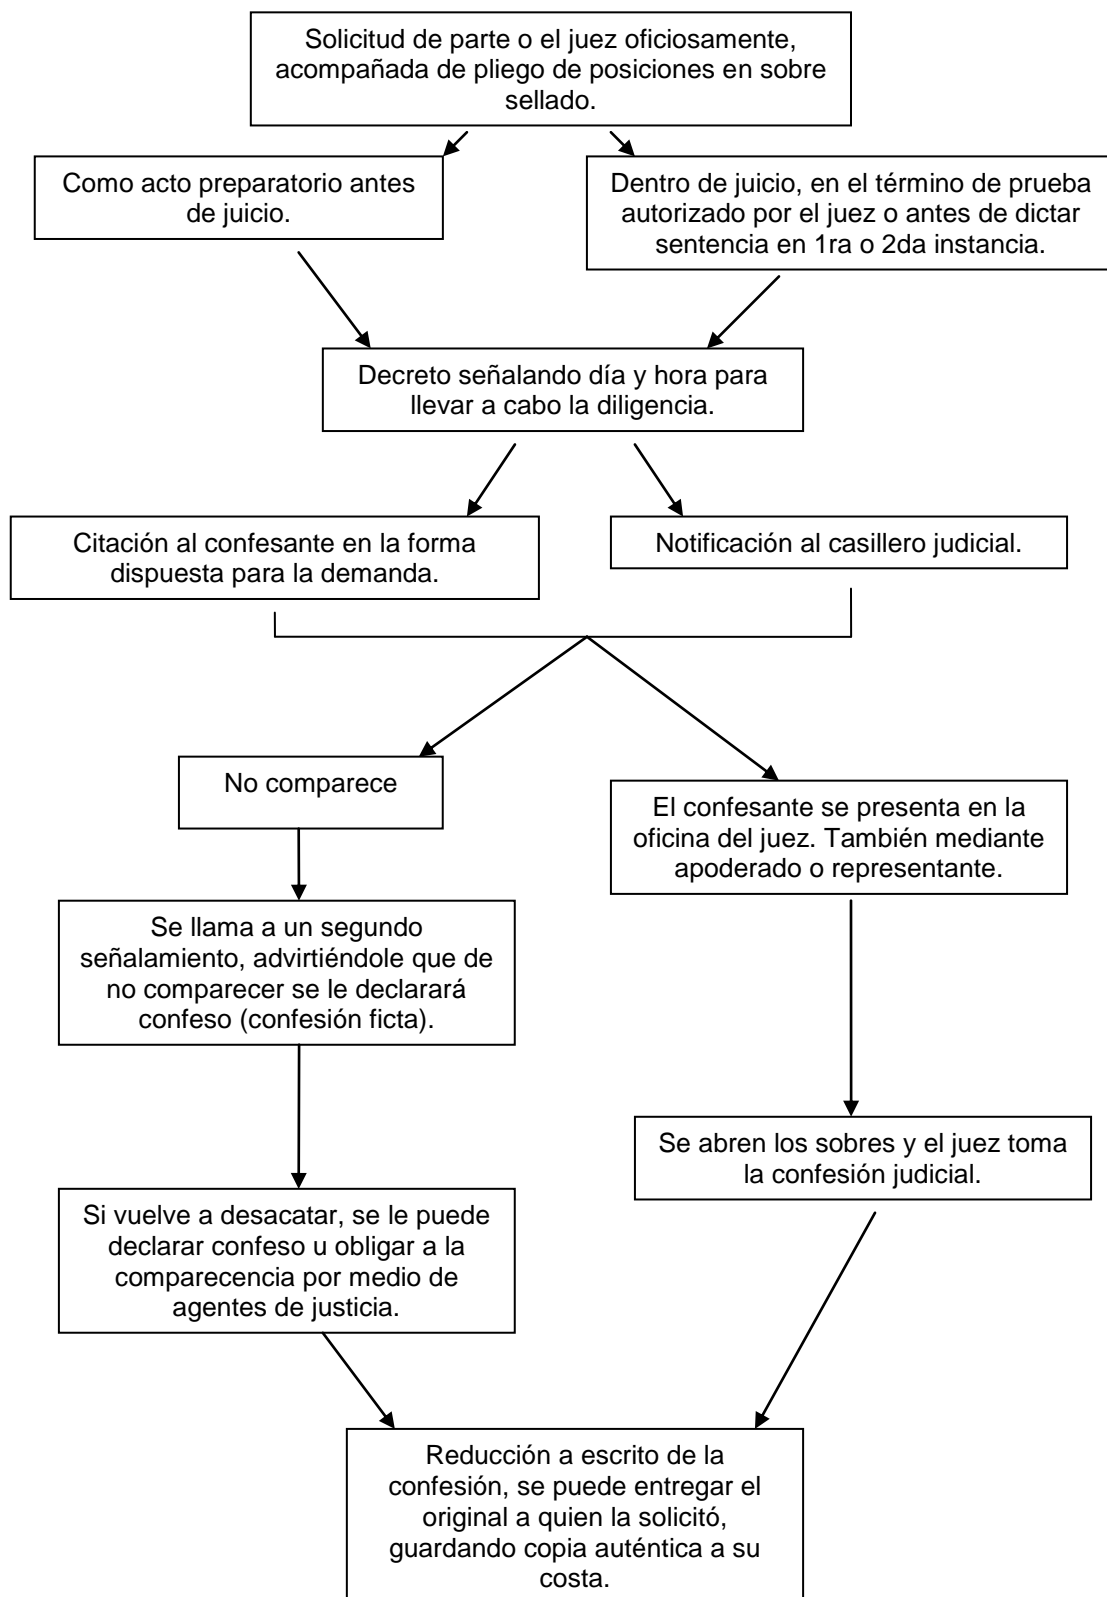 Solicitud de parte o el juez oficiosamente,
acompañada de pliego de posiciones en sobre
sellado.
Como acto preparatorio antes
de juicio.
Dentro de juicio, en el término de prueba
autorizado por el juez o antes de dictar
sentencia en 1ra o 2da instancia.
Decreto señalando día y hora para
llevar a cabo la diligencia.
Citación al confesante en la forma
dispuesta para la demanda.
Notificación al casillero judicial.
No comparece
El confesante se presenta en la
oficina del juez. También mediante
apoderado o representante.
Se llama a un segundo
señalamiento, advirtiéndole que de
no comparecer se le declarará
confeso (confesión ficta).
Se abren los sobres y el juez toma
la confesión judicial.
Si vuelve a desacatar, se le puede
declarar confeso u obligar a la
comparecencia por medio de
agentes de justicia.
Reducción a escrito de la
confesión, se puede entregar el
original a quien la solicitó,
guardando copia auténtica a su
costa.